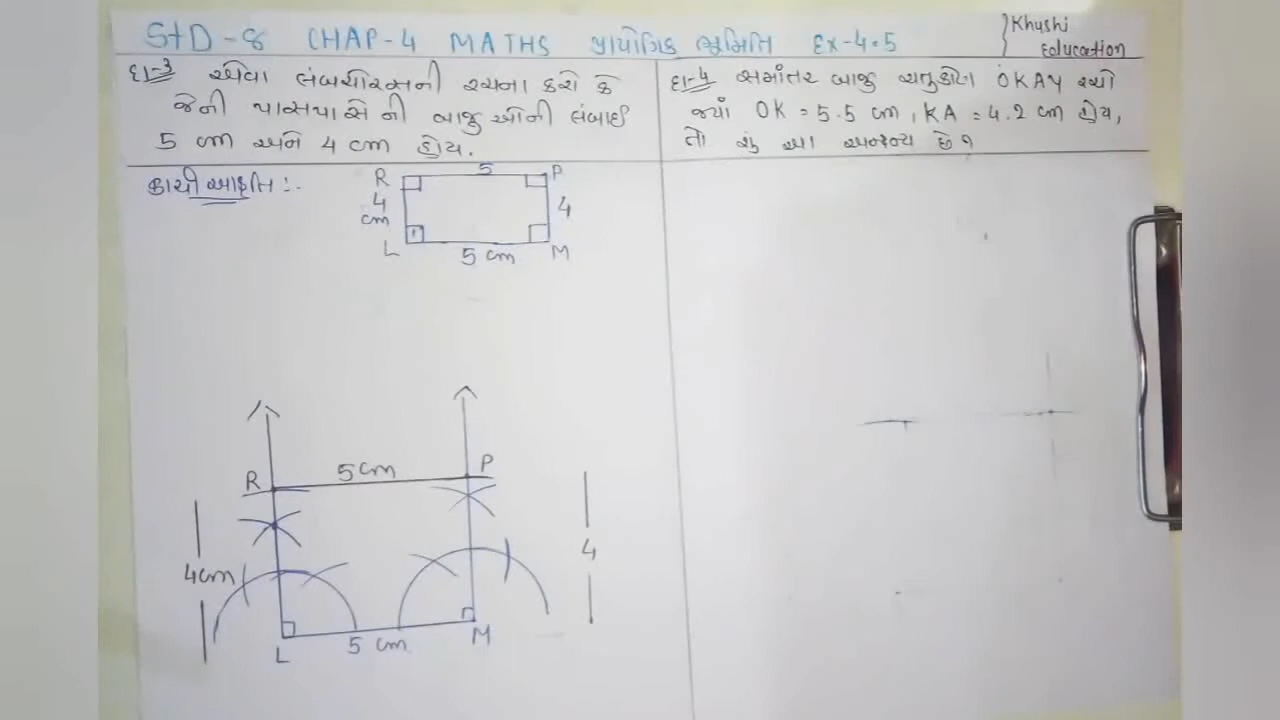 STD-8 CHAP-4 MATHS પ્રાયોગિક ભૂમિતિ Ex-4.5
Khushi
Education
દા-3 એવા લંબચોરસની રચના કરો કે
જેની પાસપાસેની બાજુઓની લંબાઈ
5 cm અને 4 cm હોય.
દા-4 સમાંતર બાજુ ચતુષ્કોણ OKAY રચો
જ્યાં OK = 5.5 cm, KA = 4.2 cm હોય,
તો શું આ અનન્ય છે?
કાચી આકૃતિ :-
R 5 P
4 cm
4
L 5 cm M
R 5cm P
4cm
4
L 5 cm M